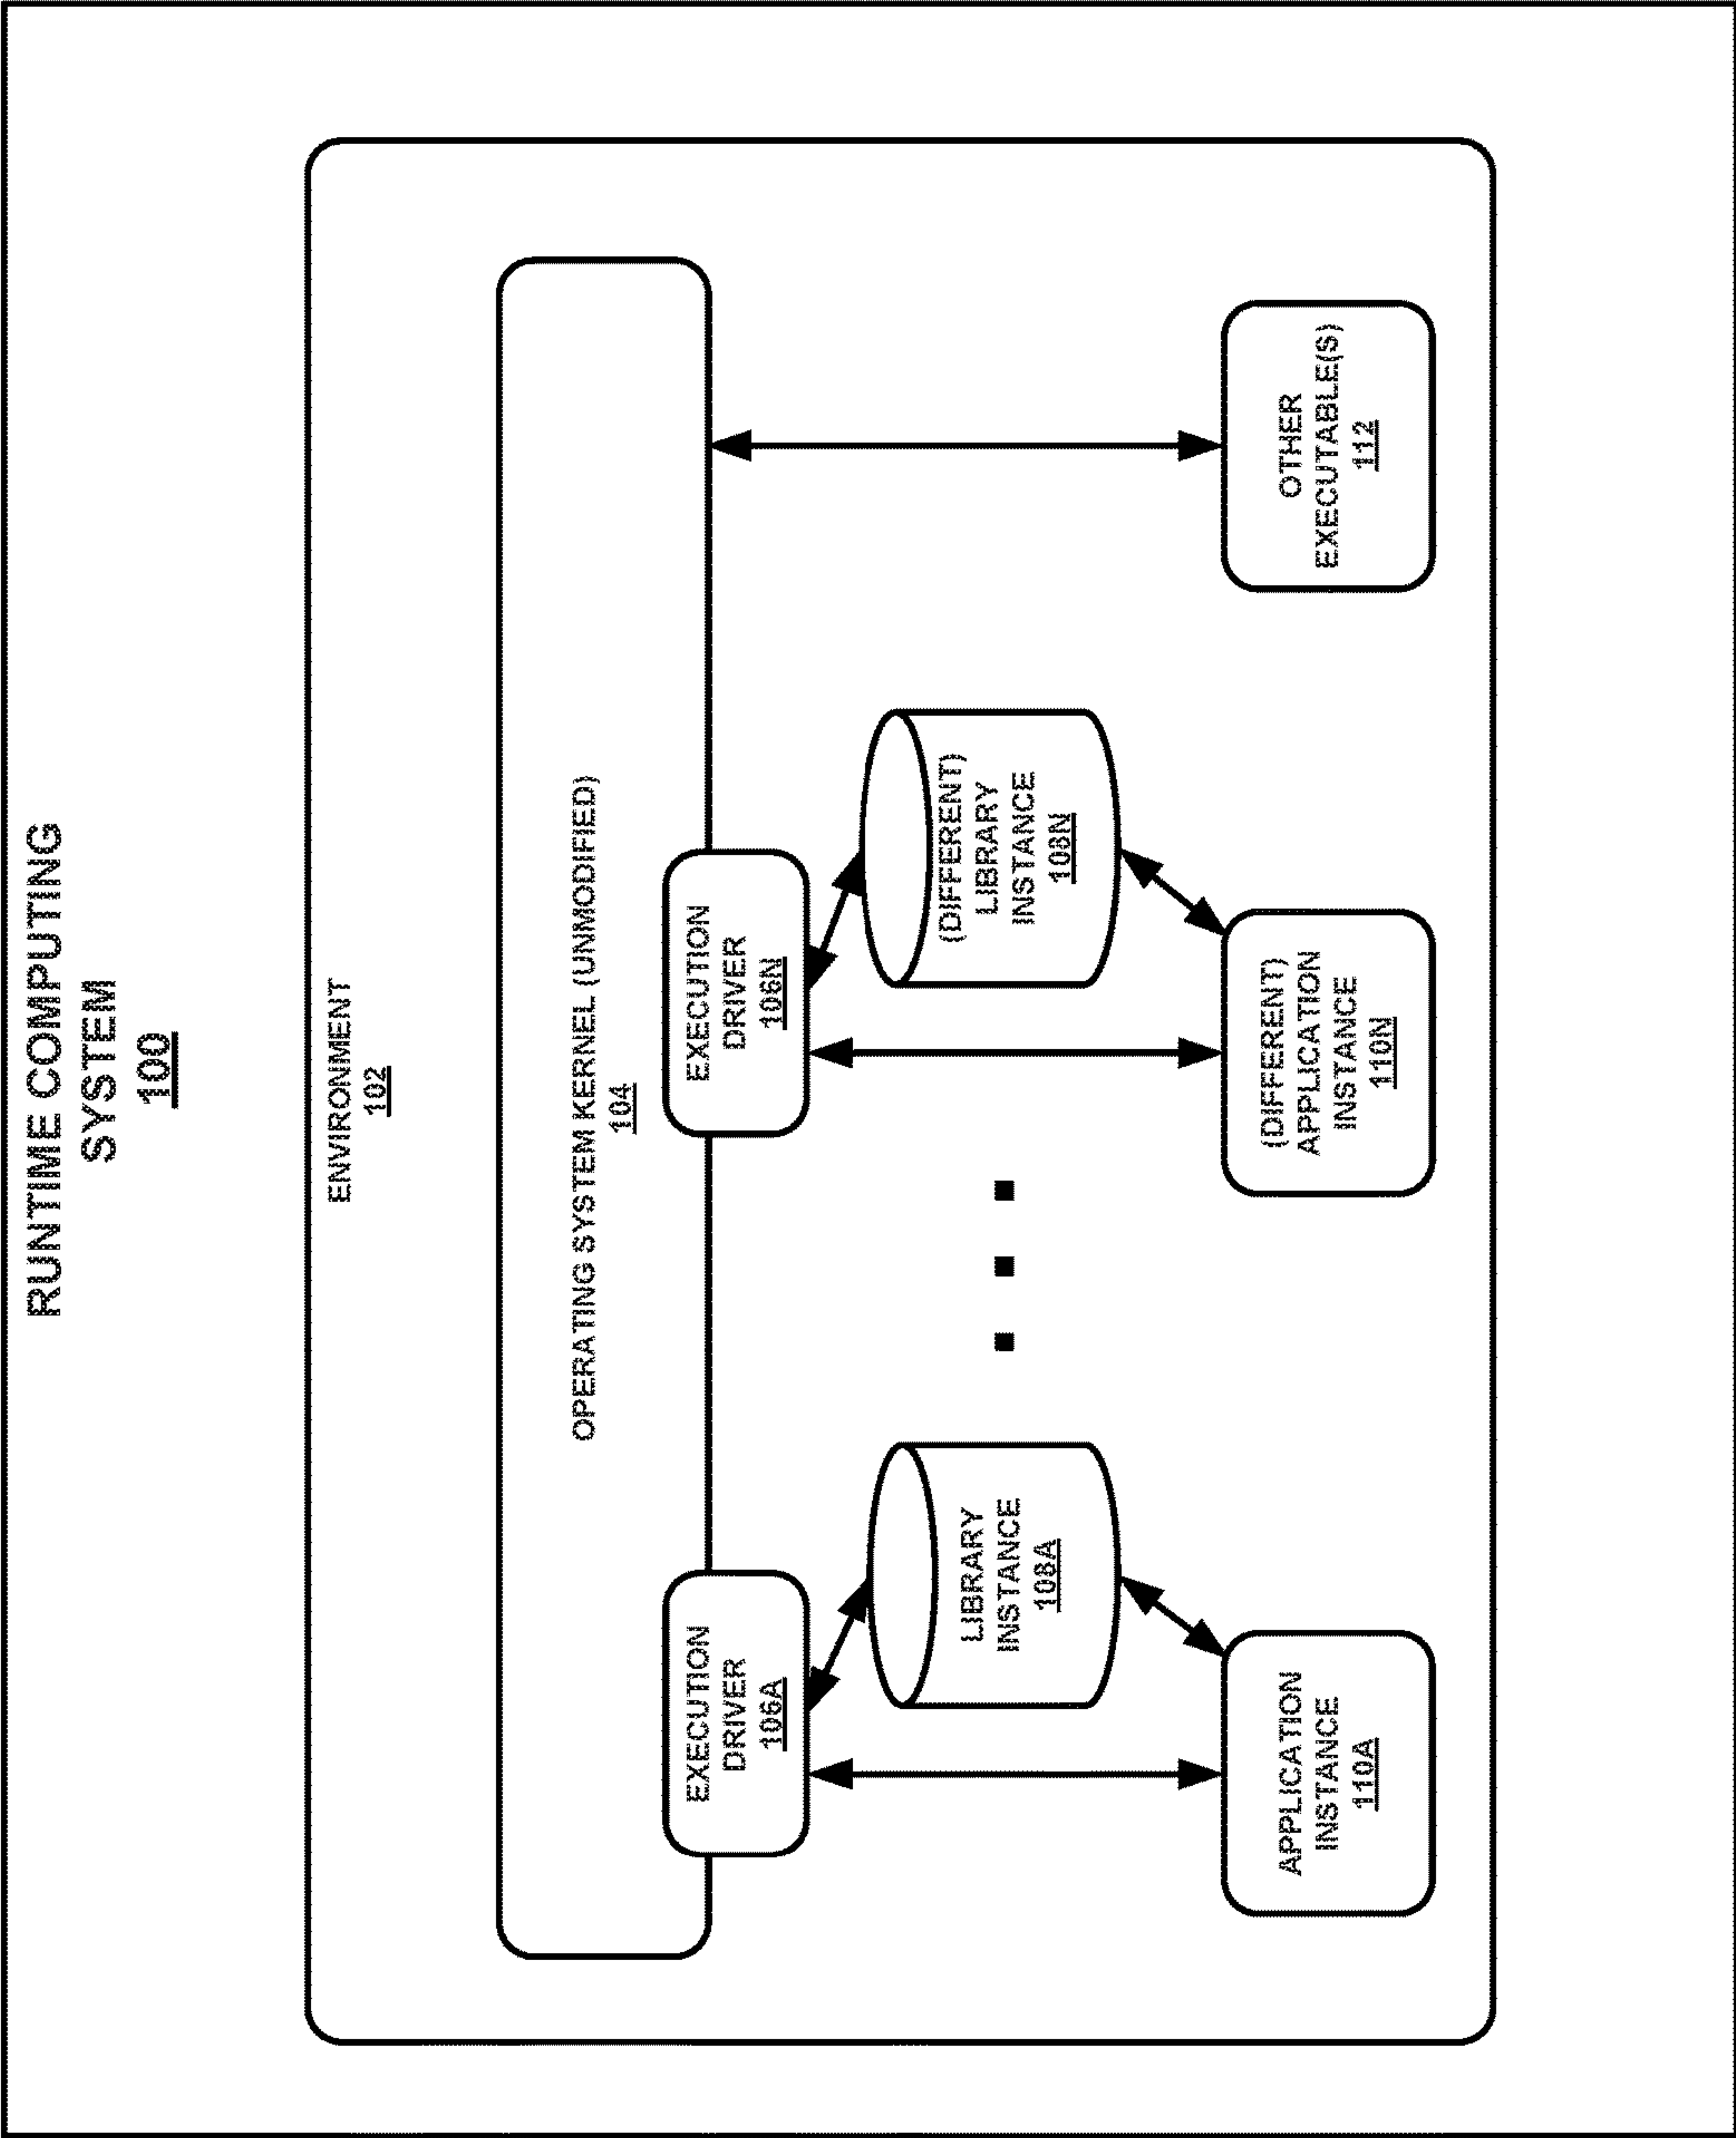 RUNTIME COMPUTING
SYSTEM
100
ENVIRONMENT
102
OPERATING SYSTEM KERNEL (UNMODIFIED)
104
EXECUTION
DRIVER
106A
EXECUTION
DRIVER
106N
LIBRARY
INSTANCE
108A
(DIFFERENT)
LIBRARY
INSTANCE
108N
APPLICATION
INSTANCE
110A
(DIFFERENT)
APPLICATION
INSTANCE
110N
OTHER
EXECUTABLE(S)
112